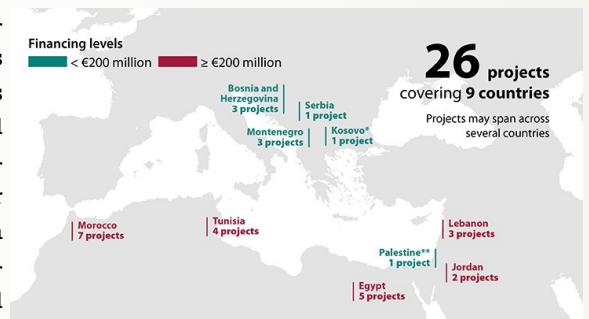 Financing levels
< €200 million
≥ €200 million
26 projects
covering 9 countries
Projects may span across
several countries
Bosnia and
Herzegovina
3 projects
Serbia
1 project
Montenegro
3 projects
Kosovo*
1 project
Morocco
7 projects
Tunisia
4 projects
Lebanon
3 projects
Palestine**
1 project
Jordan
2 projects
Egypt
5 projects